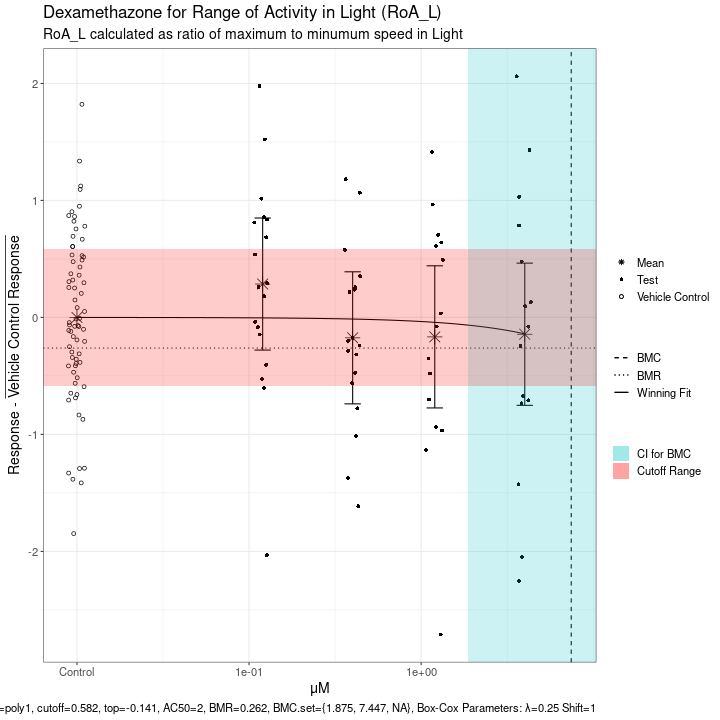 Dexamethazone for Range of Activity in Light (RoA_L)
RoA_L calculated as ratio of maximum to minumum speed in Light
Response - Vehicle Control Response
2
1
0
-1
-2
Control
1e-01
1e+00
μM
Mean
Test
Vehicle Control
BMC
BMR
Winning Fit
CI for BMC
Cutoff Range
=poly1, cutoff=0.582, top=-0.141, AC50=2, BMR=0.262, BMC.set={1.875, 7.447, NA}, Box-Cox Parameters: λ=0.25 Shift=1